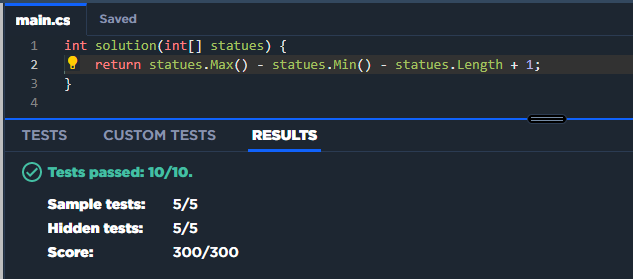 main.cs Saved
1 int solution(int[] statues) {
2 return statues.Max() - statues.Min() - statues.Length + 1;
3 }
4
TESTS CUSTOM TESTS RESULTS
Tests passed: 10/10.
Sample tests: 5/5
Hidden tests: 5/5
Score: 300/300